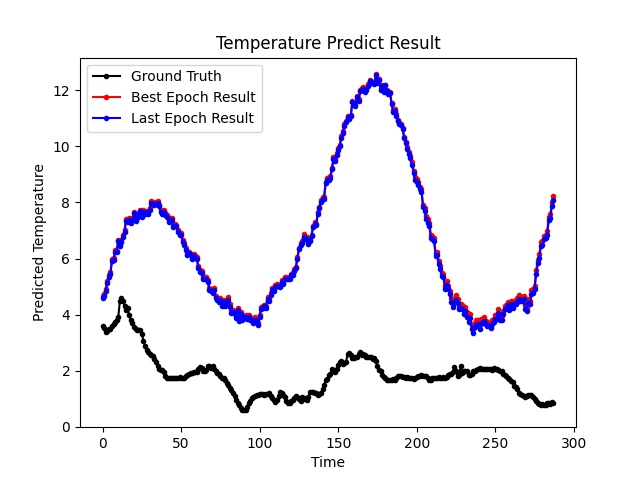 Temperature Predict Result
Ground Truth
Best Epoch Result
Last Epoch Result
Predicted Temperature
12
10
8
6
4
2
0
0 50 100 150 200 250 300
Time